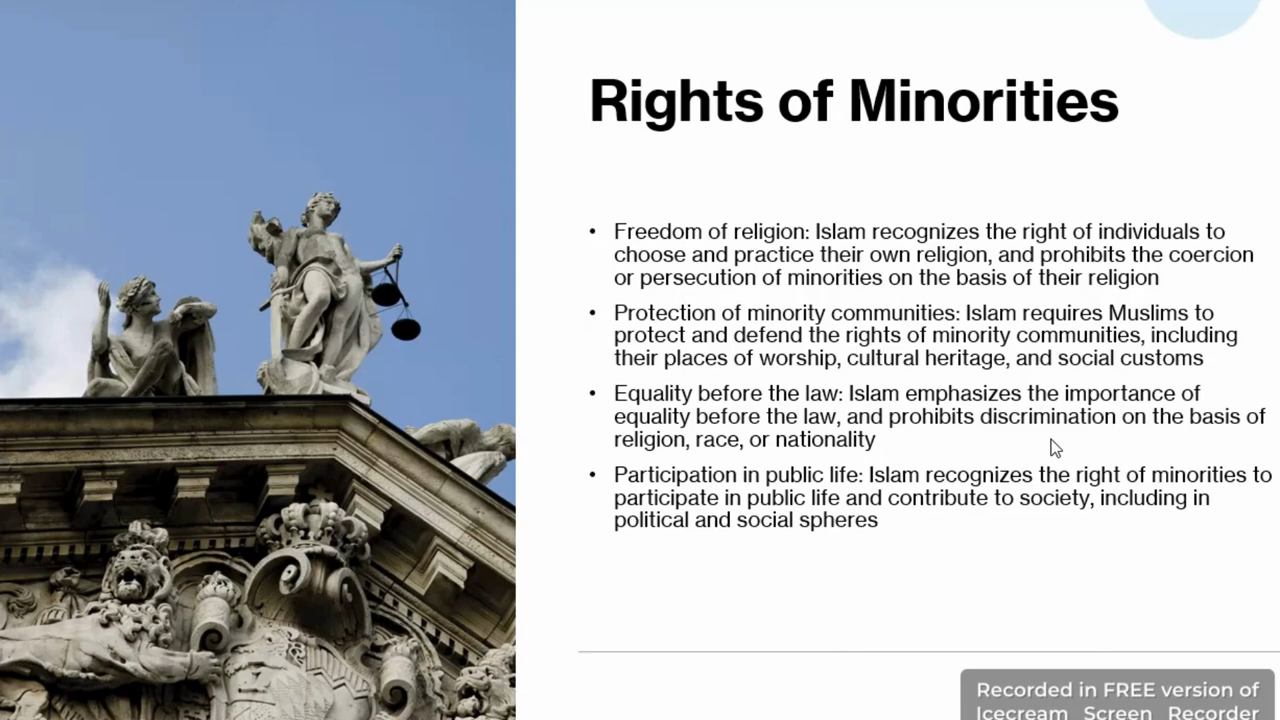 Rights of Minorities
• Freedom of religion: Islam recognizes the right of individuals to
choose and practice their own religion, and prohibits the coercion
or persecution of minorities on the basis of their religion
• Protection of minority communities: Islam requires Muslims to
protect and defend the rights of minority communities, including
their places of worship, cultural heritage, and social customs
• Equality before the law: Islam emphasizes the importance of
equality before the law, and prohibits discrimination on the basis of
religion, race, or nationality
• Participation in public life: Islam recognizes the right of minorities to
participate in public life and contribute to society, including in
political and social spheres
Recorded in FREE version of
Icecream Screen Recorder